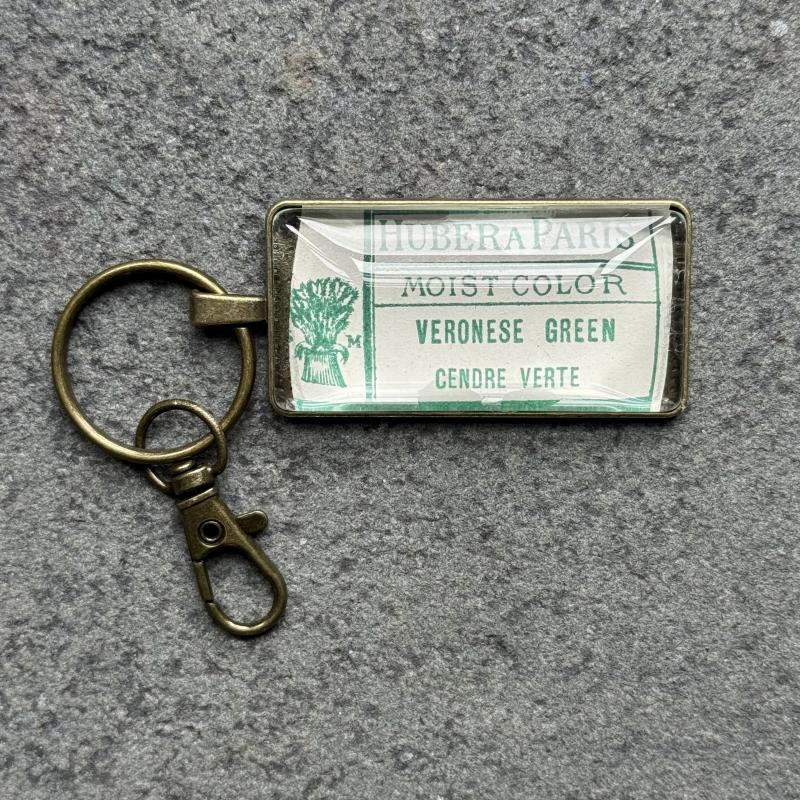 HUBER A PARIS
MOIST COLOR
M
VERONESE GREEN
CENDRE VERTE